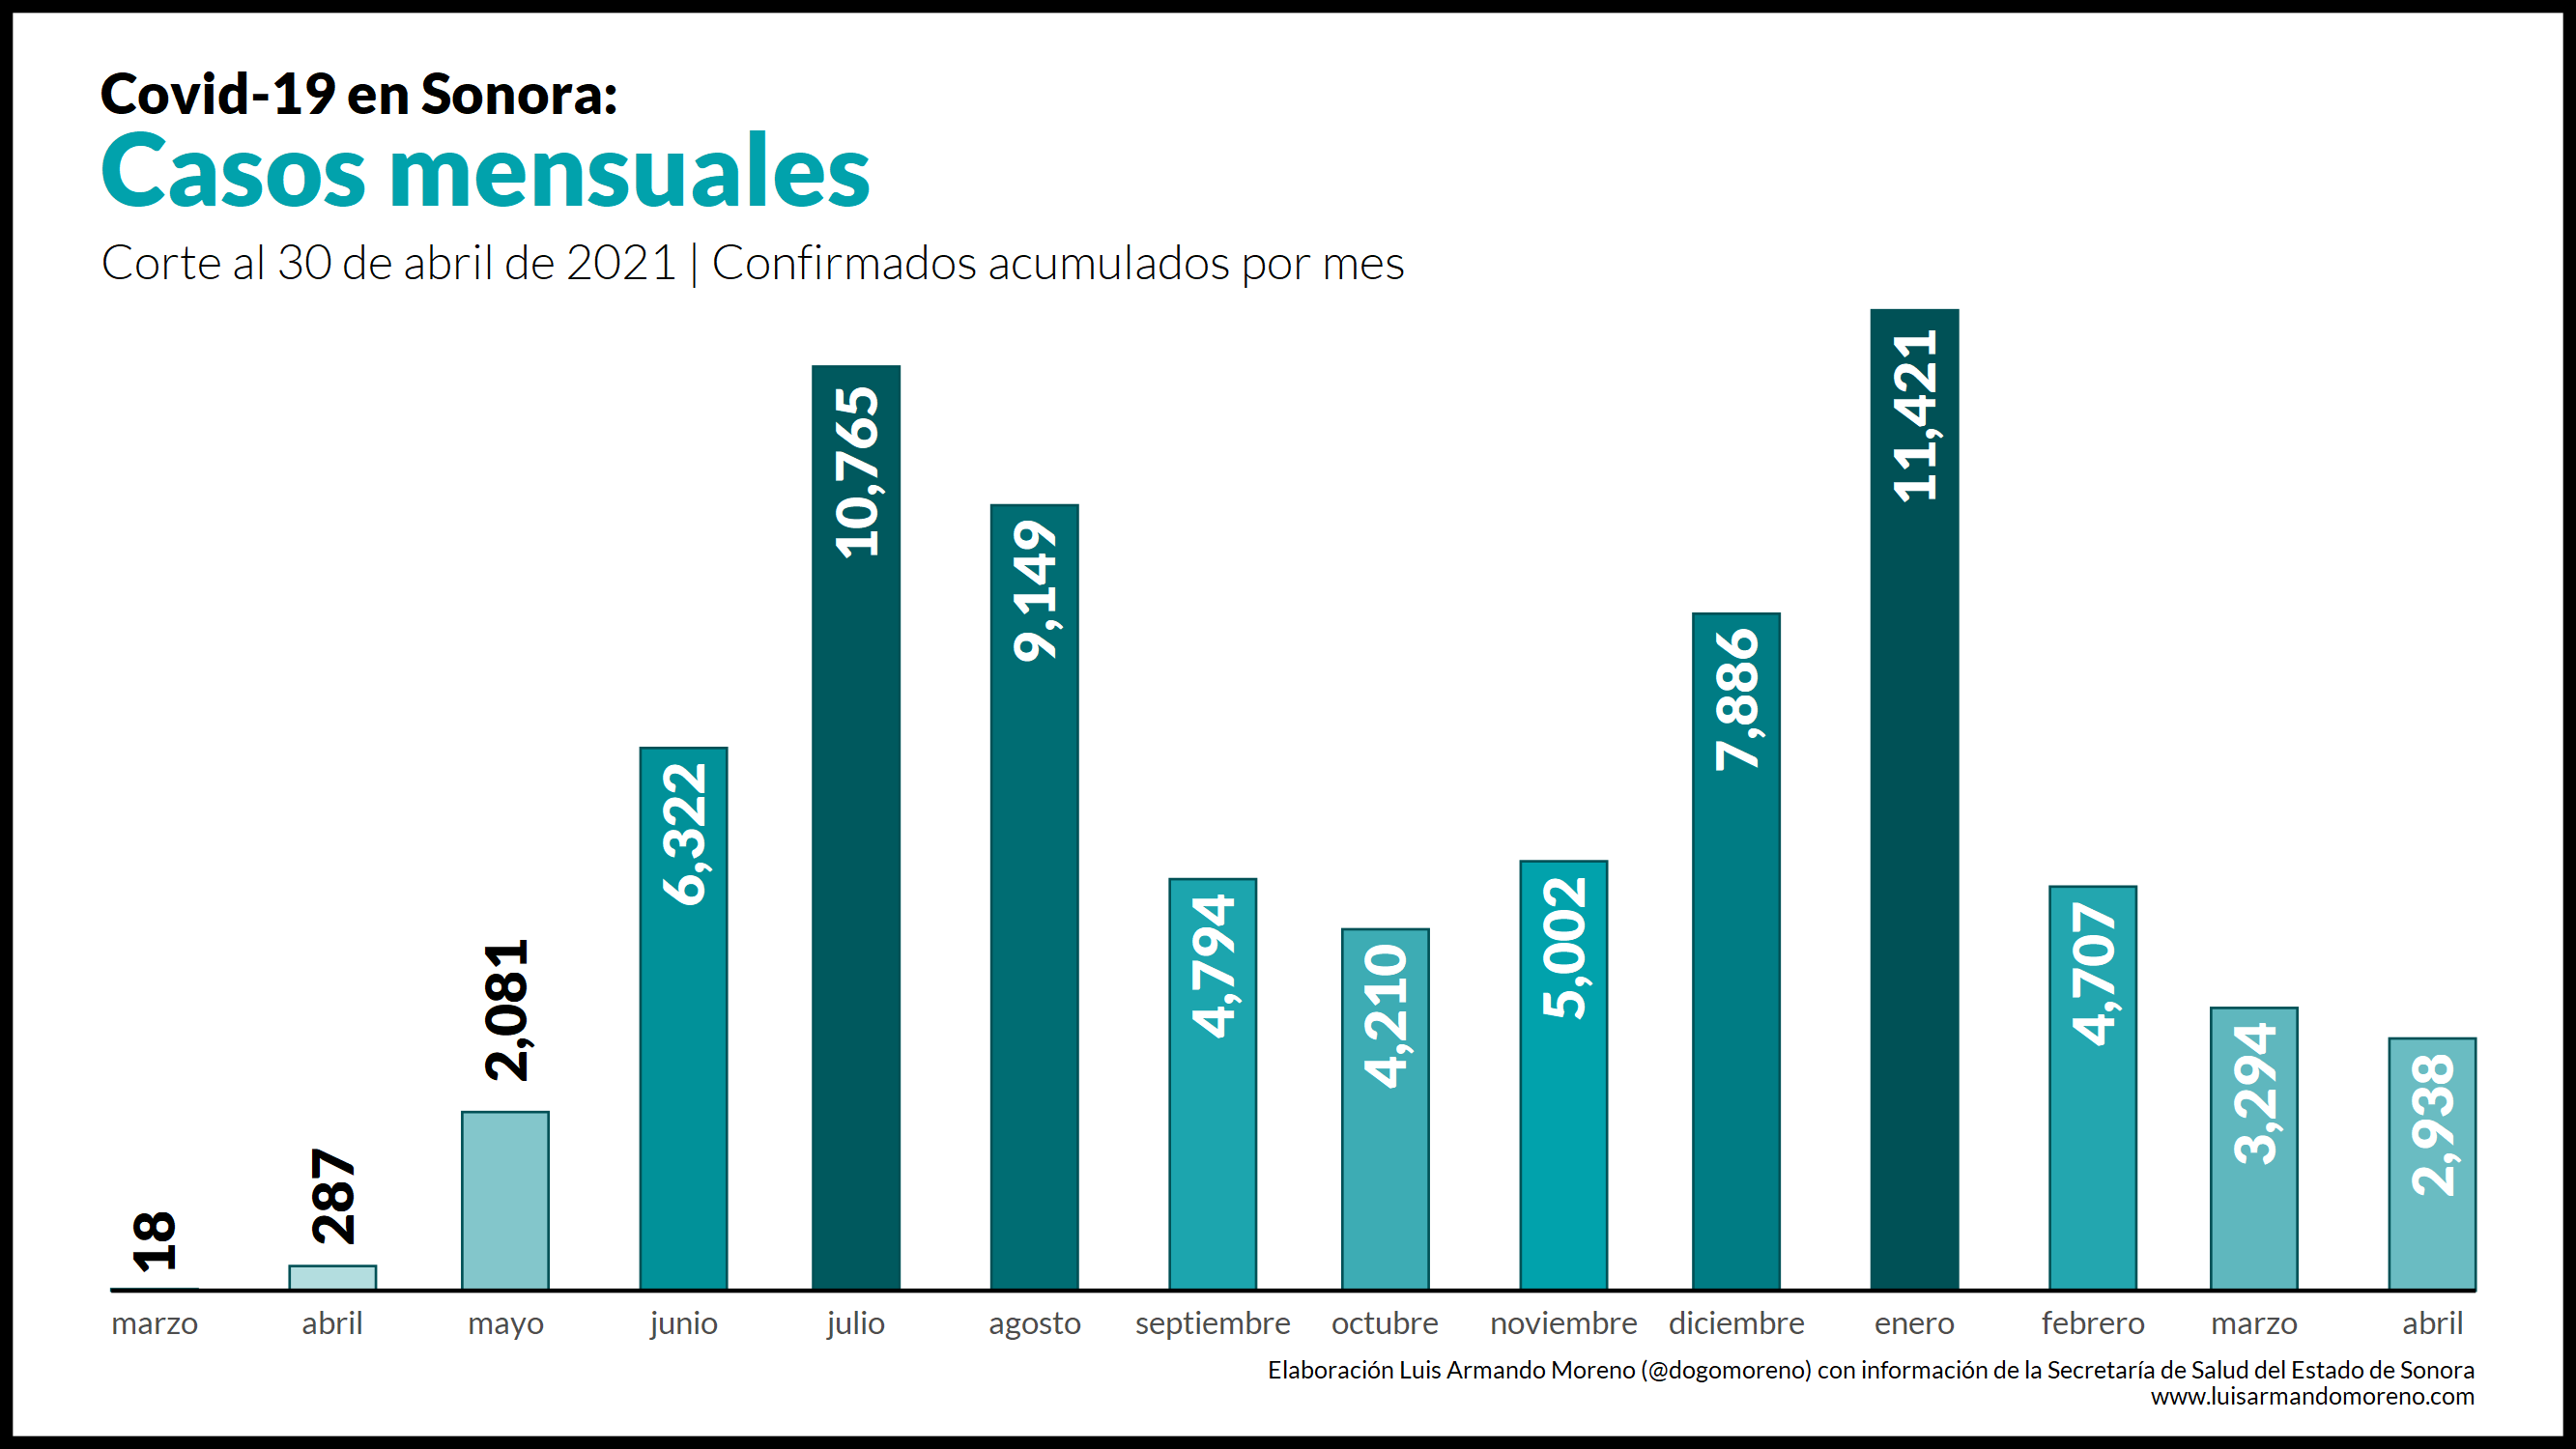 Covid-19 en Sonora:
Casos mensuales
Corte al 30 de abril de 2021 | Confirmados acumulados por mes
18
287
2,081
6,322
10,765
9,149
4,794
4,210
5,002
7,886
11,421
4,707
3,294
2,938
marzo
abril
mayo
junio
julio
agosto
septiembre
octubre
noviembre
diciembre
enero
febrero
marzo
abril
Elaboración Luis Armando Moreno (@dogomoreno) con información de la Secretaría de Salud del Estado de Sonora
www.luisarmandomoreno.com